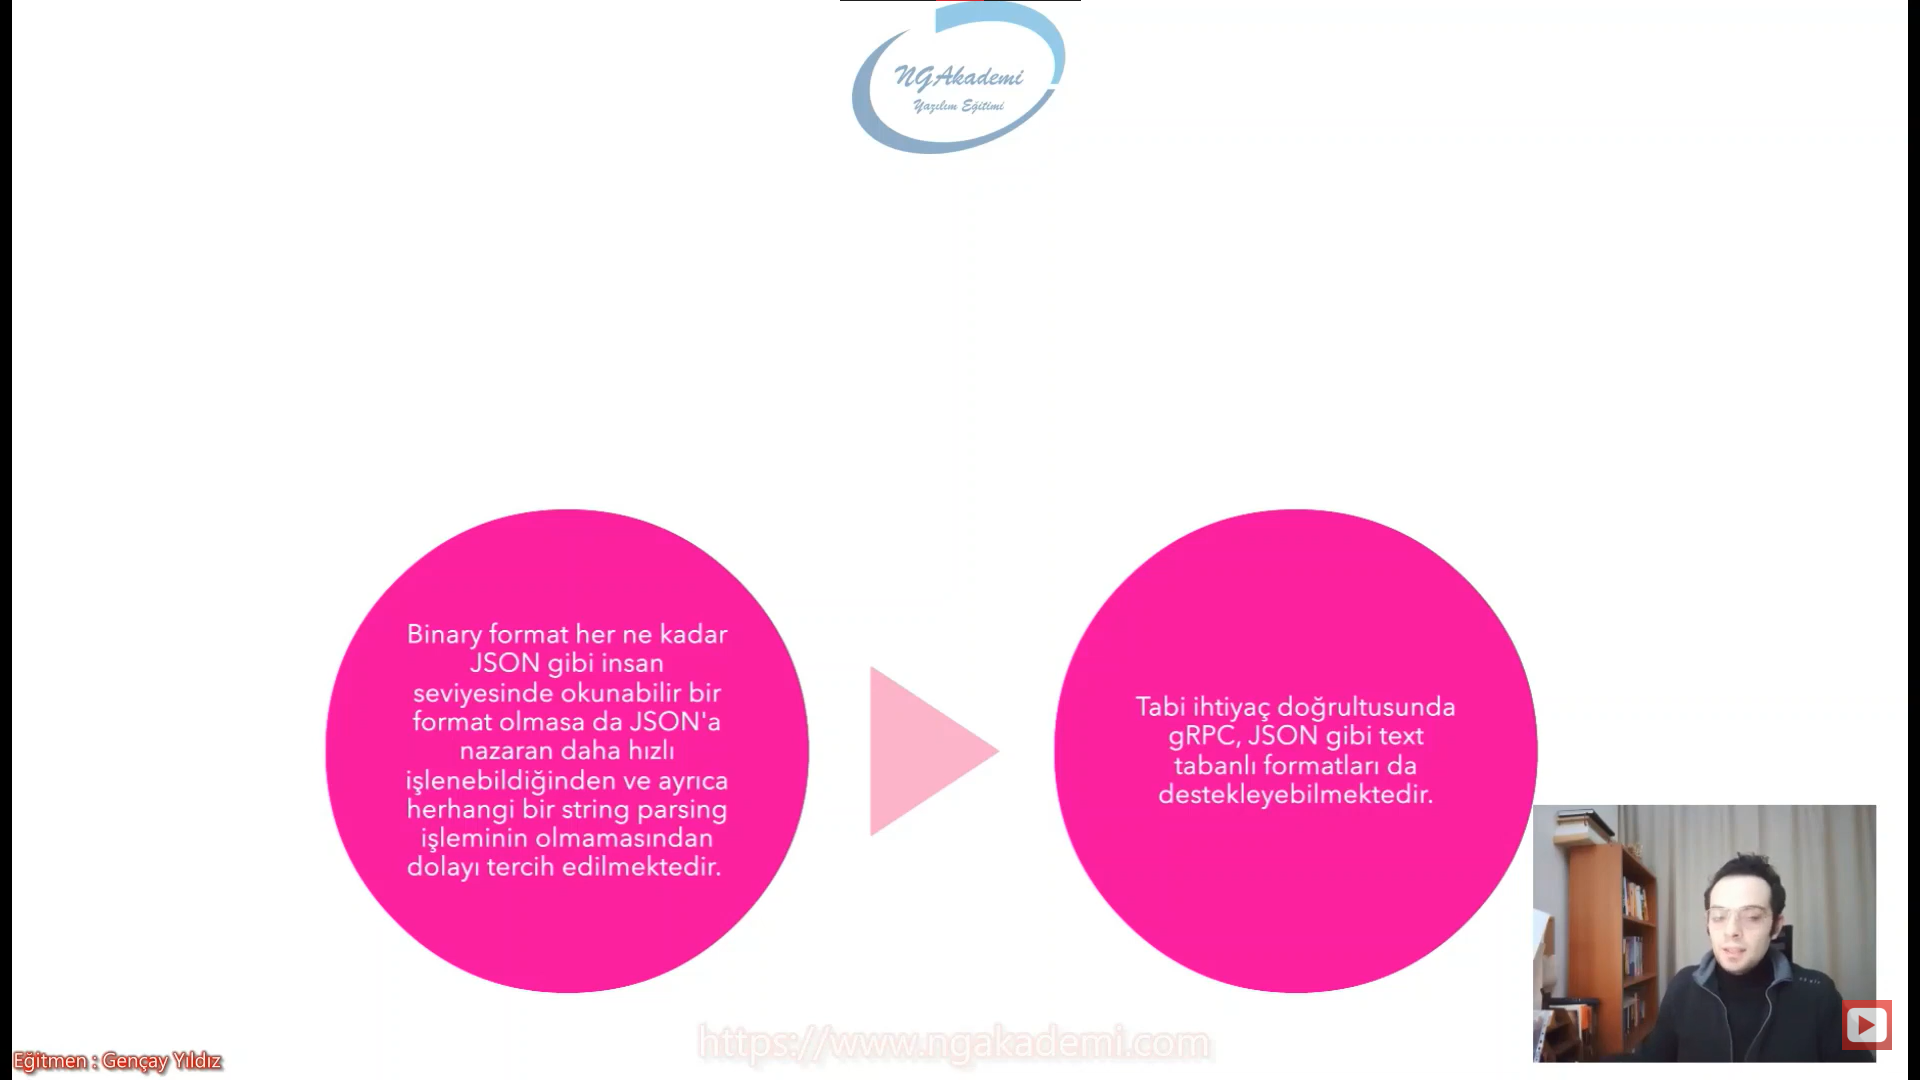 NGAkademi
Yazılım Eğitimi
Binary format her ne kadar
JSON gibi insan
seviyesinde okunabilir bir
format olmasa da JSON'a
nazaran daha hızlı
işlenebildiğinden ve ayrıca
herhangi bir string parsing
işleminin olmamasından
dolayı tercih edilmektedir.
Tabi ihtiyaç doğrultusunda
gRPC, JSON gibi text
tabanlı formatları da
destekleyebilmektedir.
https://www.ngakademi.com
Eğitmen : Gençay Yıldız